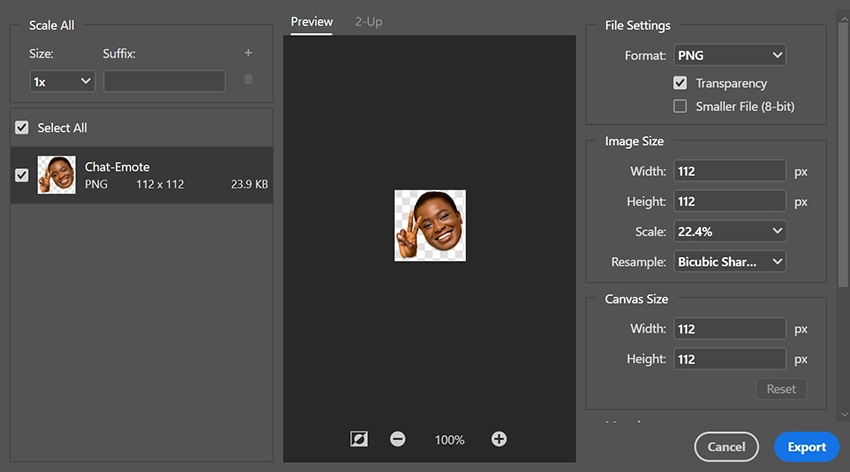 Scale All
Size:
Suffix:
+
1x
Select All
Chat-Emote
PNG 112 x 112 23.9 KB
Preview 2-Up
100%
File Settings
Format: PNG
Transparency
Smaller File (8-bit)
Image Size
Width: 112 px
Height: 112 px
Scale: 22.4%
Resample: Bicubic Shar...
Canvas Size
Width: 112 px
Height: 112 px
Reset
Cancel
Export